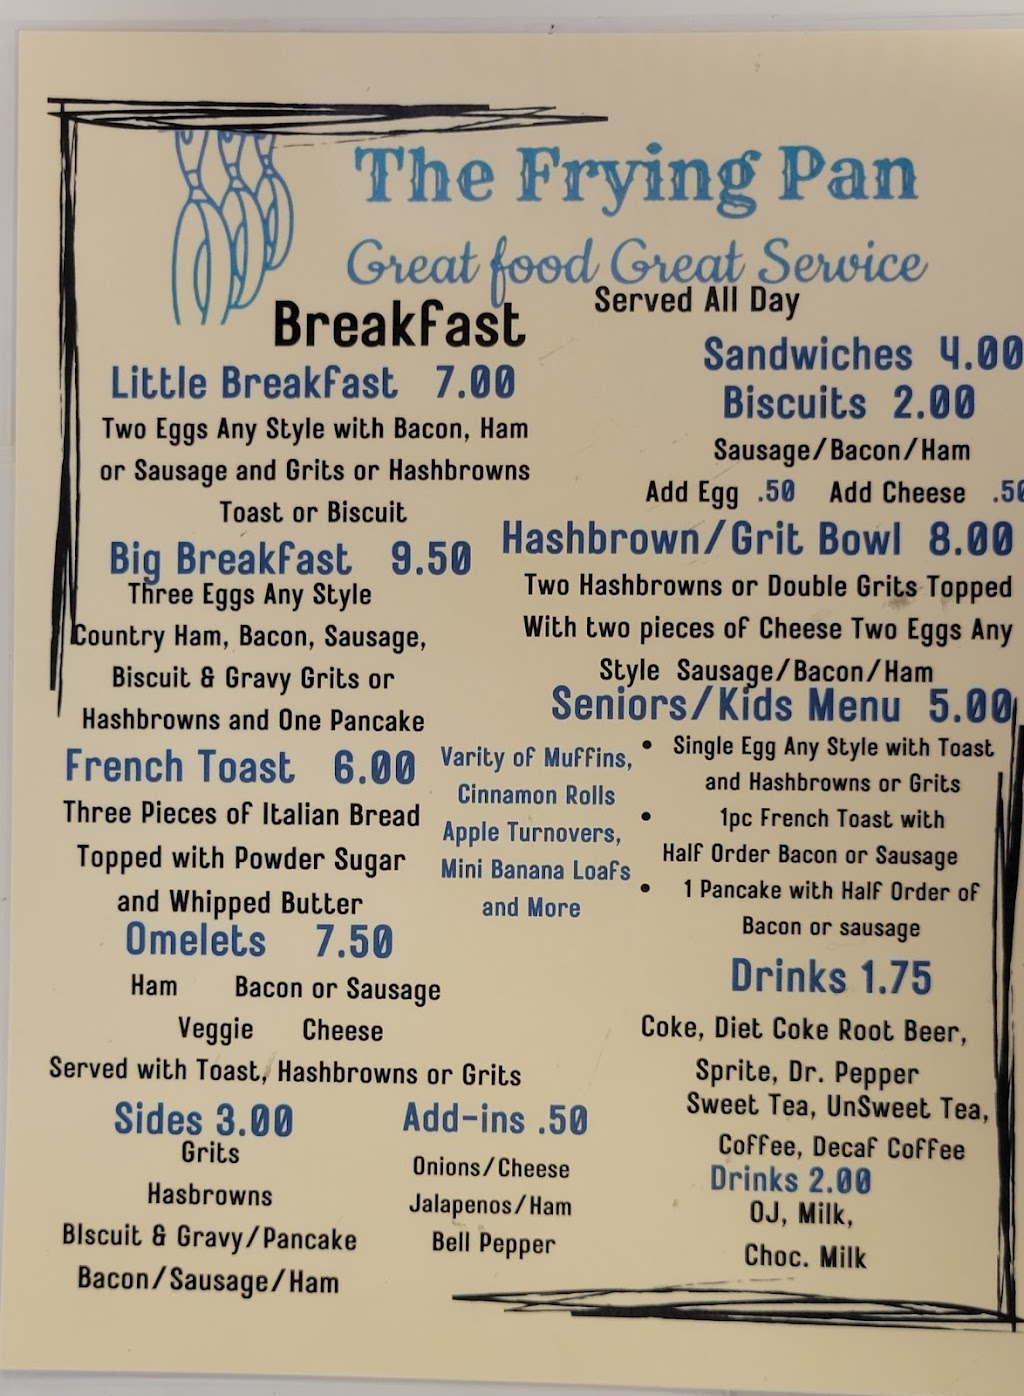 The Frying Pan
Great food Great Service
Served All Day
Breakfast
Little Breakfast 7.00
Two Eggs Any Style with Bacon, Ham
or Sausage and Grits or Hashbrowns
Toast or Biscuit
Big Breakfast 9.50
Three Eggs Any Style
Country Ham, Bacon, Sausage,
Biscuit & Gravy Grits or
Hashbrowns and One Pancake
French Toast 6.00
Three Pieces of Italian Bread
Topped with Powder Sugar
and Whipped Butter
Omelets 7.50
Ham Bacon or Sausage
Veggie Cheese
Served with Toast, Hashbrowns or Grits
Sides 3.00
Grits
Hasbrowns
BIscuit & Gravy/Pancake
Bacon/Sausage/Ham
Add-ins .50
Onions/Cheese
Jalapenos/Ham
Bell Pepper
Varity of Muffins,
Cinnamon Rolls
Apple Turnovers,
Mini Banana Loafs
and More
Sandwiches 4.00
Biscuits 2.00
Sausage/Bacon/Ham
Add Egg .50 Add Cheese .50
Hashbrown/Grit Bowl 8.00
Two Hashbrowns or Double Grits Topped
With two pieces of Cheese Two Eggs Any
Style Sausage/Bacon/Ham
Seniors/Kids Menu 5.00
• Single Egg Any Style with Toast
and Hashbrowns or Grits
• 1pc French Toast with
Half Order Bacon or Sausage
• 1 Pancake with Half Order of
Bacon or sausage
Drinks 1.75
Coke, Diet Coke Root Beer,
Sprite, Dr. Pepper
Sweet Tea, UnSweet Tea,
Coffee, Decaf Coffee
Drinks 2.00
OJ, Milk,
Choc. Milk